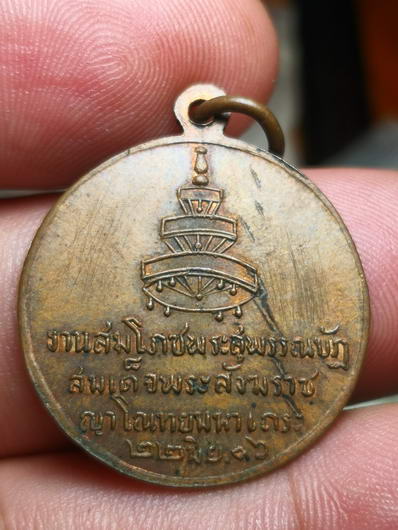 งานสมโภชพระสุพรรณบัฏ
สมเด็จพระสังฆราช
ญาโณทยมหาเถระ
๒๒ มิย. ๑๖